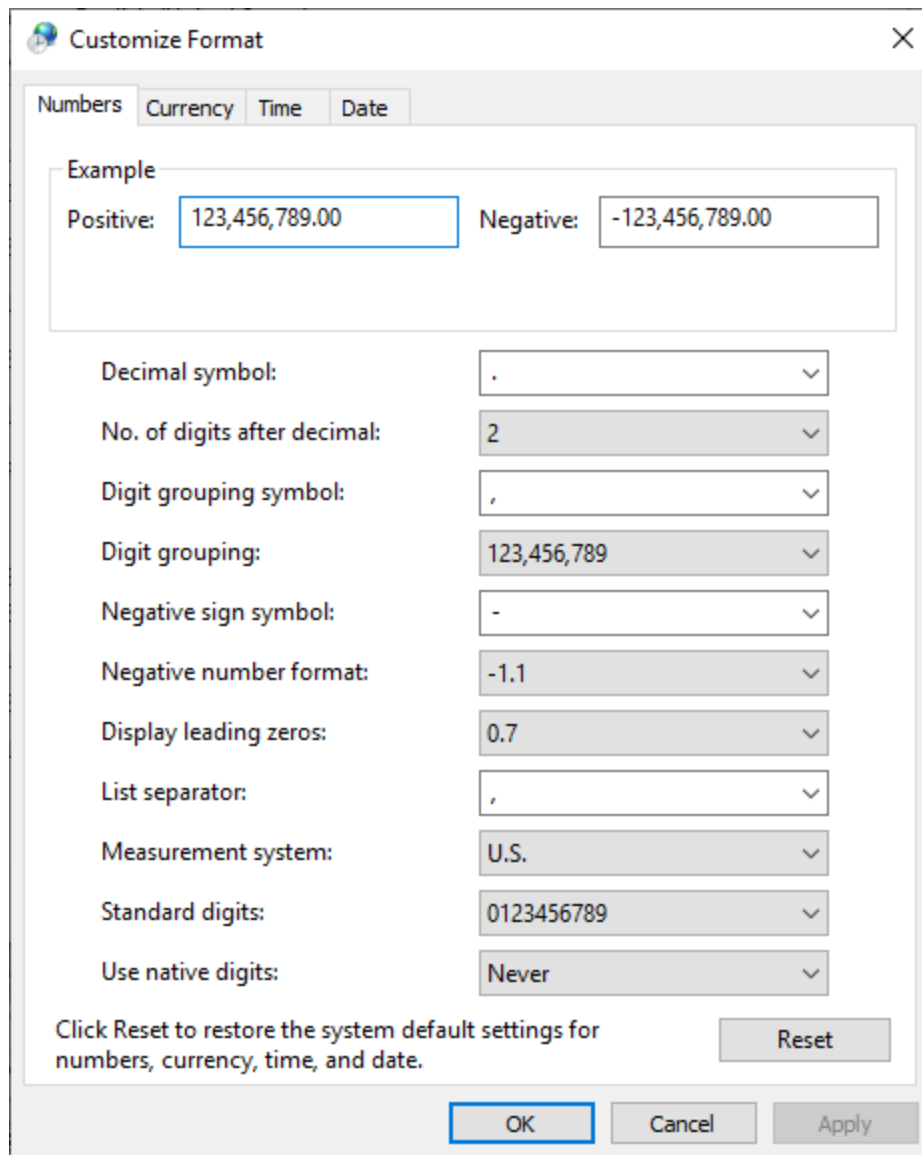 Customize Format
Numbers Currency Time Date
Example
Positive: 123,456,789.00 Negative: -123,456,789.00
Decimal symbol: .
No. of digits after decimal: 2
Digit grouping symbol: ,
Digit grouping: 123,456,789
Negative sign symbol: -
Negative number format: -1.1
Display leading zeros: 0.7
List separator: ,
Measurement system: U.S.
Standard digits: 0123456789
Use native digits: Never
Click Reset to restore the system default settings for
numbers, currency, time, and date.
Reset
OK Cancel Apply